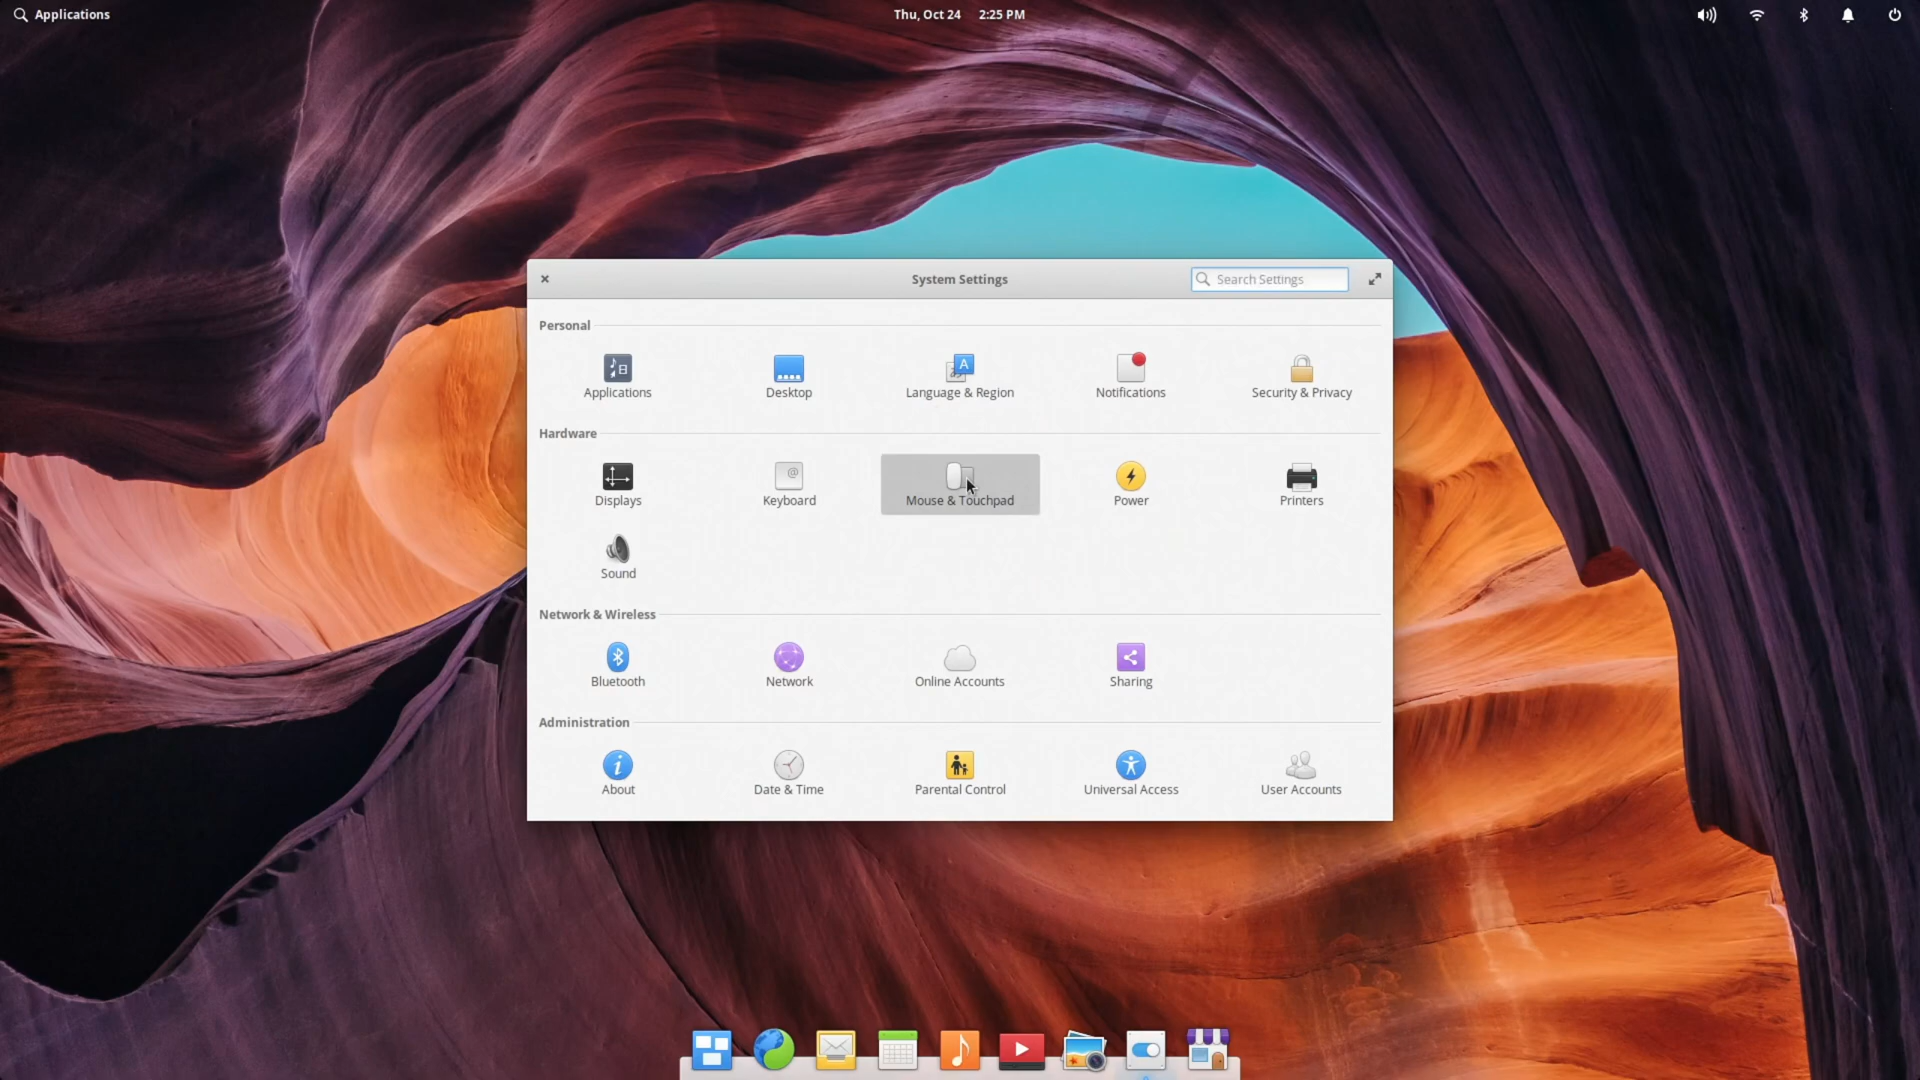 Applications
Thu, Oct 24 2:25 PM
System Settings
Search Settings
Personal
Applications
Desktop
Language & Region
Notifications
Security & Privacy
Hardware
Displays
Keyboard
Mouse & Touchpad
Power
Printers
Sound
Network & Wireless
Bluetooth
Network
Online Accounts
Sharing
Administration
About
Date & Time
Parental Control
Universal Access
User Accounts